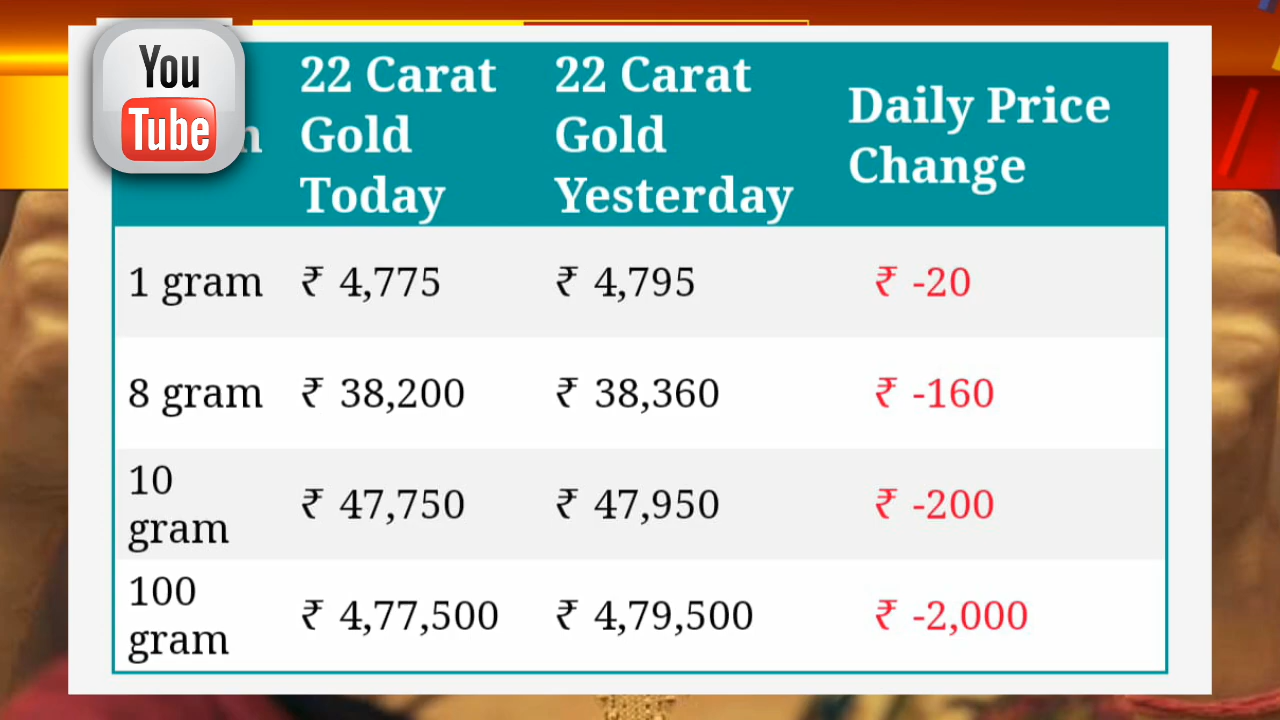 You
Tube
22 Carat
Gold
Today
22 Carat
Gold
Yesterday
Daily Price
Change
1 gram ₹ 4,775 ₹ 4,795 ₹ -20
8 gram ₹ 38,200 ₹ 38,360 ₹ -160
10
gram ₹ 47,750 ₹ 47,950 ₹ -200
100
gram ₹ 4,77,500 ₹ 4,79,500 ₹ -2,000